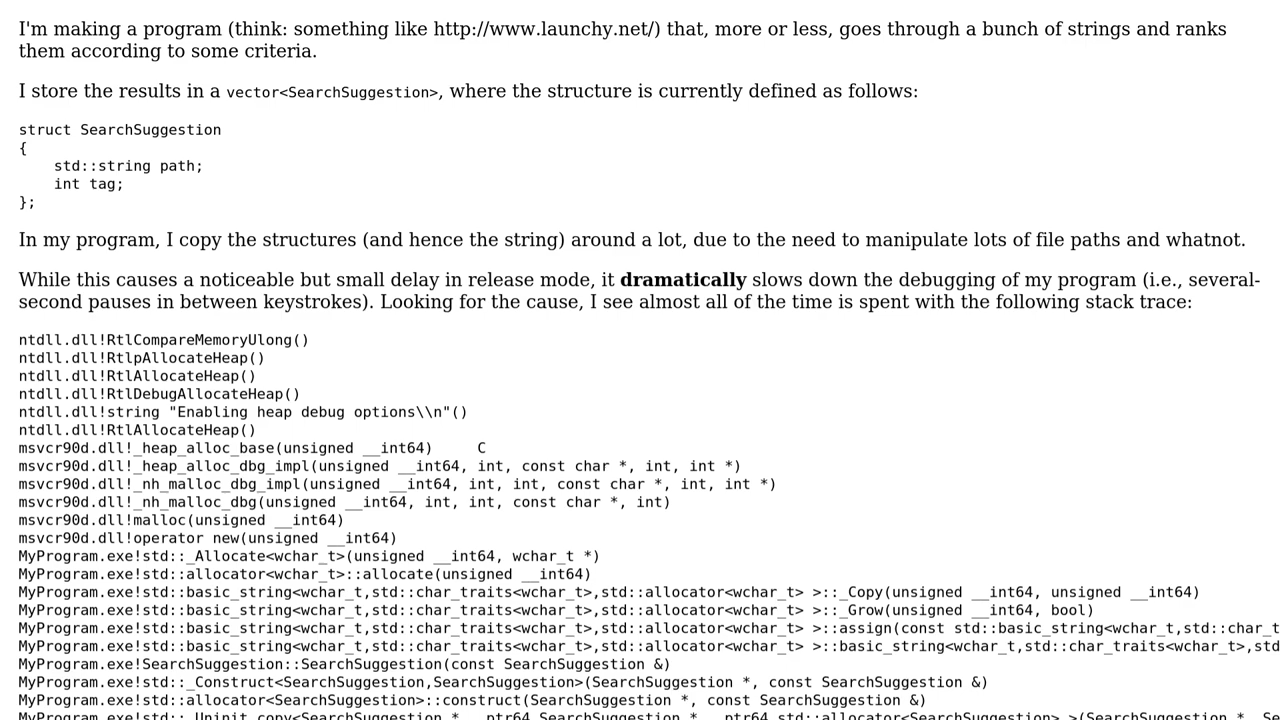 I'm making a program (think: something like http://www.launchy.net/) that, more or less, goes through a bunch of strings and ranks
them according to some criteria.
I store the results in a vector<SearchSuggestion>, where the structure is currently defined as follows:
struct SearchSuggestion
{
    std::string path;
    int tag;
};
In my program, I copy the structures (and hence the string) around a lot, due to the need to manipulate lots of file paths and whatnot.
While this causes a noticeable but small delay in release mode, it dramatically slows down the debugging of my program (i.e., several-
second pauses in between keystrokes). Looking for the cause, I see almost all of the time is spent with the following stack trace:
ntdll.dll!RtlCompareMemoryUlong()
ntdll.dll!RtlpAllocateHeap()
ntdll.dll!RtlAllocateHeap()
ntdll.dll!RtlDebugAllocateHeap()
ntdll.dll!string "Enabling heap debug options\\n"()
ntdll.dll!RtlAllocateHeap()
msvcr90d.dll!_heap_alloc_base(unsigned __int64)     C
msvcr90d.dll!_heap_alloc_dbg_impl(unsigned __int64, int, const char *, int, int *)
msvcr90d.dll!_nh_malloc_dbg_impl(unsigned __int64, int, int, const char *, int, int *)
msvcr90d.dll!_nh_malloc_dbg(unsigned __int64, int, int, const char *, int)
msvcr90d.dll!malloc(unsigned __int64)
msvcr90d.dll!operator new(unsigned __int64)
MyProgram.exe!std::_Allocate<wchar_t>(unsigned __int64, wchar_t *)
MyProgram.exe!std::allocator<wchar_t>::allocate(unsigned __int64)
MyProgram.exe!std::basic_string<wchar_t,std::char_traits<wchar_t>,std::allocator<wchar_t> >::_Copy(unsigned __int64, unsigned __int64)
MyProgram.exe!std::basic_string<wchar_t,std::char_traits<wchar_t>,std::allocator<wchar_t> >::_Grow(unsigned __int64, bool)
MyProgram.exe!std::basic_string<wchar_t,std::char_traits<wchar_t>,std::allocator<wchar_t> >::assign(const std::basic_string<wchar_t,std::char_t
MyProgram.exe!std::basic_string<wchar_t,std::char_traits<wchar_t>,std::allocator<wchar_t> >::basic_string<wchar_t,std::char_traits<wchar_t>,std
MyProgram.exe!SearchSuggestion::SearchSuggestion(const SearchSuggestion &)
MyProgram.exe!std::_Construct<SearchSuggestion,SearchSuggestion>(SearchSuggestion *, const SearchSuggestion &)
MyProgram.exe!std::allocator<SearchSuggestion>::construct(SearchSuggestion *, const SearchSuggestion &)
MyProgram.exe!std::_Uninit_copy<SearchSuggestion *__ptr64,SearchSuggestion *__ptr64,std::allocator<SearchSuggestion> >(SearchSuggestion *, Se